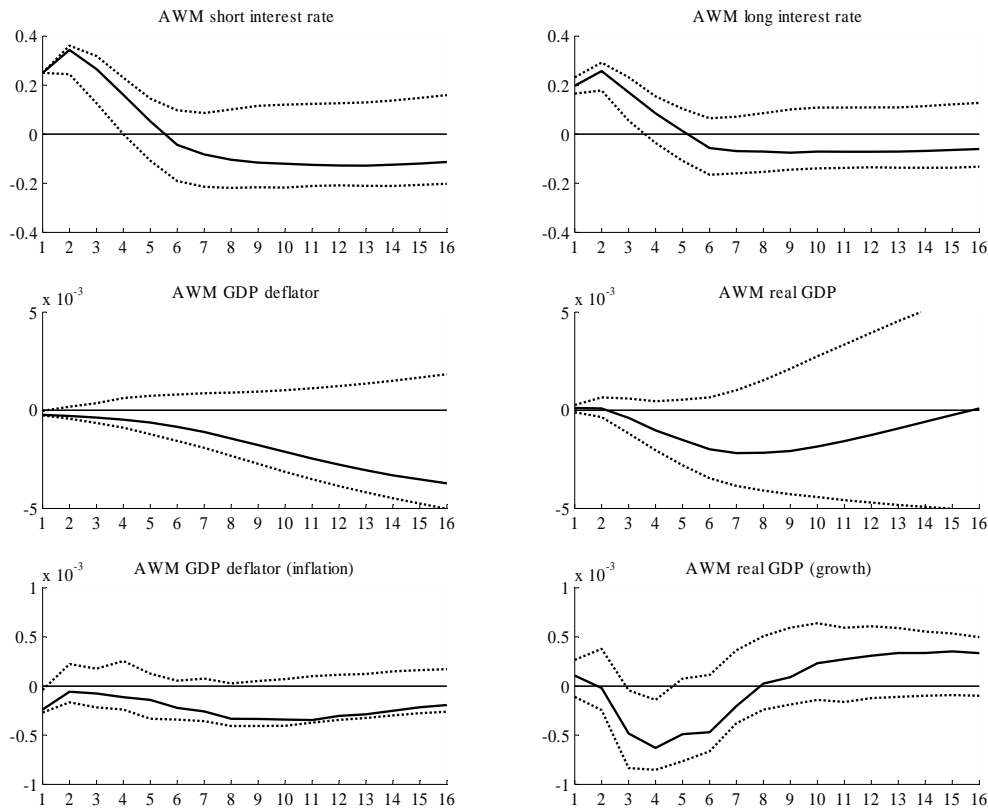 AWM short interest rate
0.4
0.2
0
-0.2
-0.4
1 2 3 4 5 6 7 8 9 10 11 12 13 14 15 16
AWM long interest rate
0.4
0.2
0
-0.2
-0.4
1 2 3 4 5 6 7 8 9 10 11 12 13 14 15 16
AWM GDP deflator
x 10-3
5
0
-5
1 2 3 4 5 6 7 8 9 10 11 12 13 14 15 16
AWM real GDP
x 10-3
5
0
-5
1 2 3 4 5 6 7 8 9 10 11 12 13 14 15 16
AWM GDP deflator (inflation)
x 10-3
1
0.5
0
-0.5
-1
1 2 3 4 5 6 7 8 9 10 11 12 13 14 15 16
AWM real GDP (growth)
x 10-3
1
0.5
0
-0.5
-1
1 2 3 4 5 6 7 8 9 10 11 12 13 14 15 16